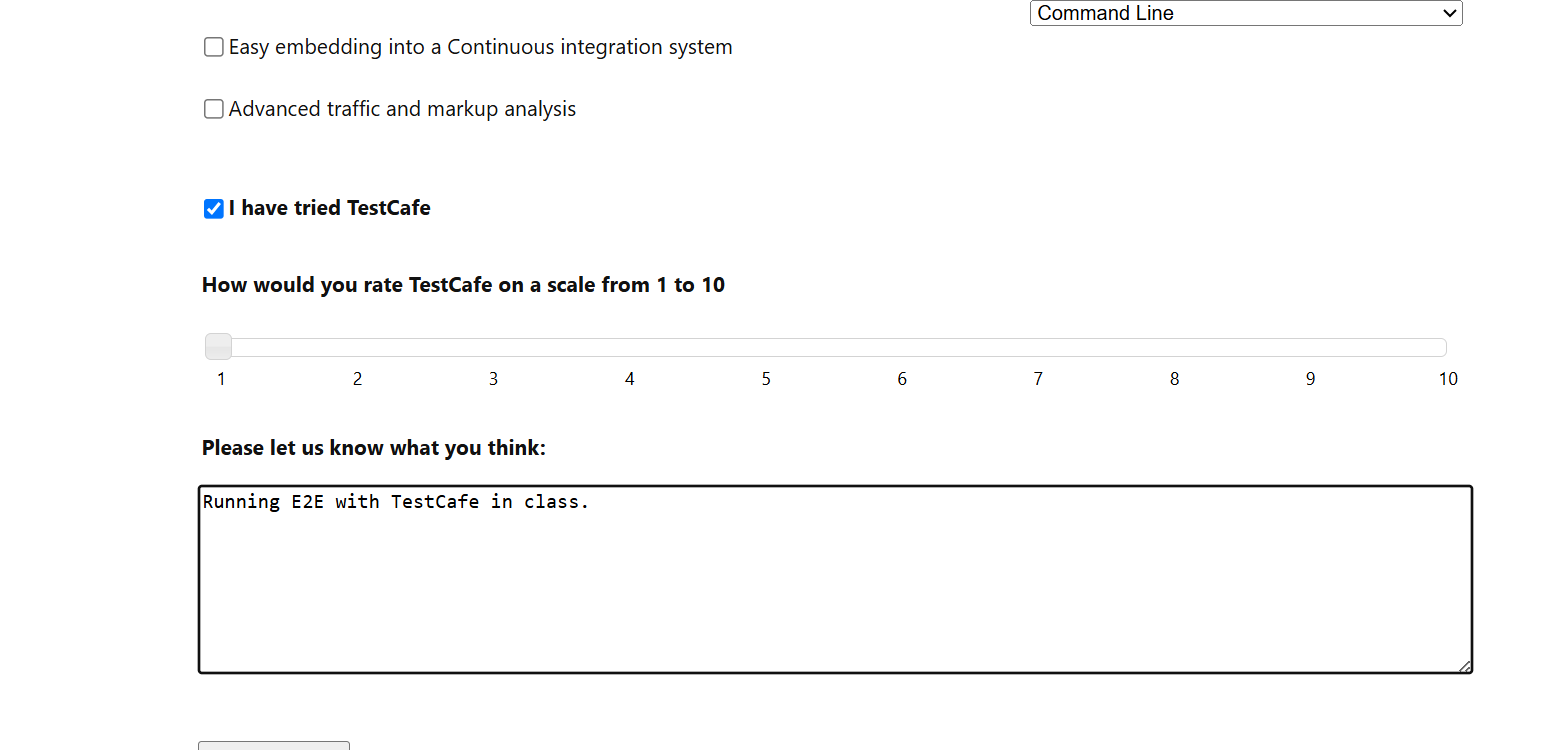 Command Line
Easy embedding into a Continuous integration system
Advanced traffic and markup analysis
I have tried TestCafe
How would you rate TestCafe on a scale from 1 to 10
1 2 3 4 5 6 7 8 9 10
Please let us know what you think:
Running E2E with TestCafe in class.